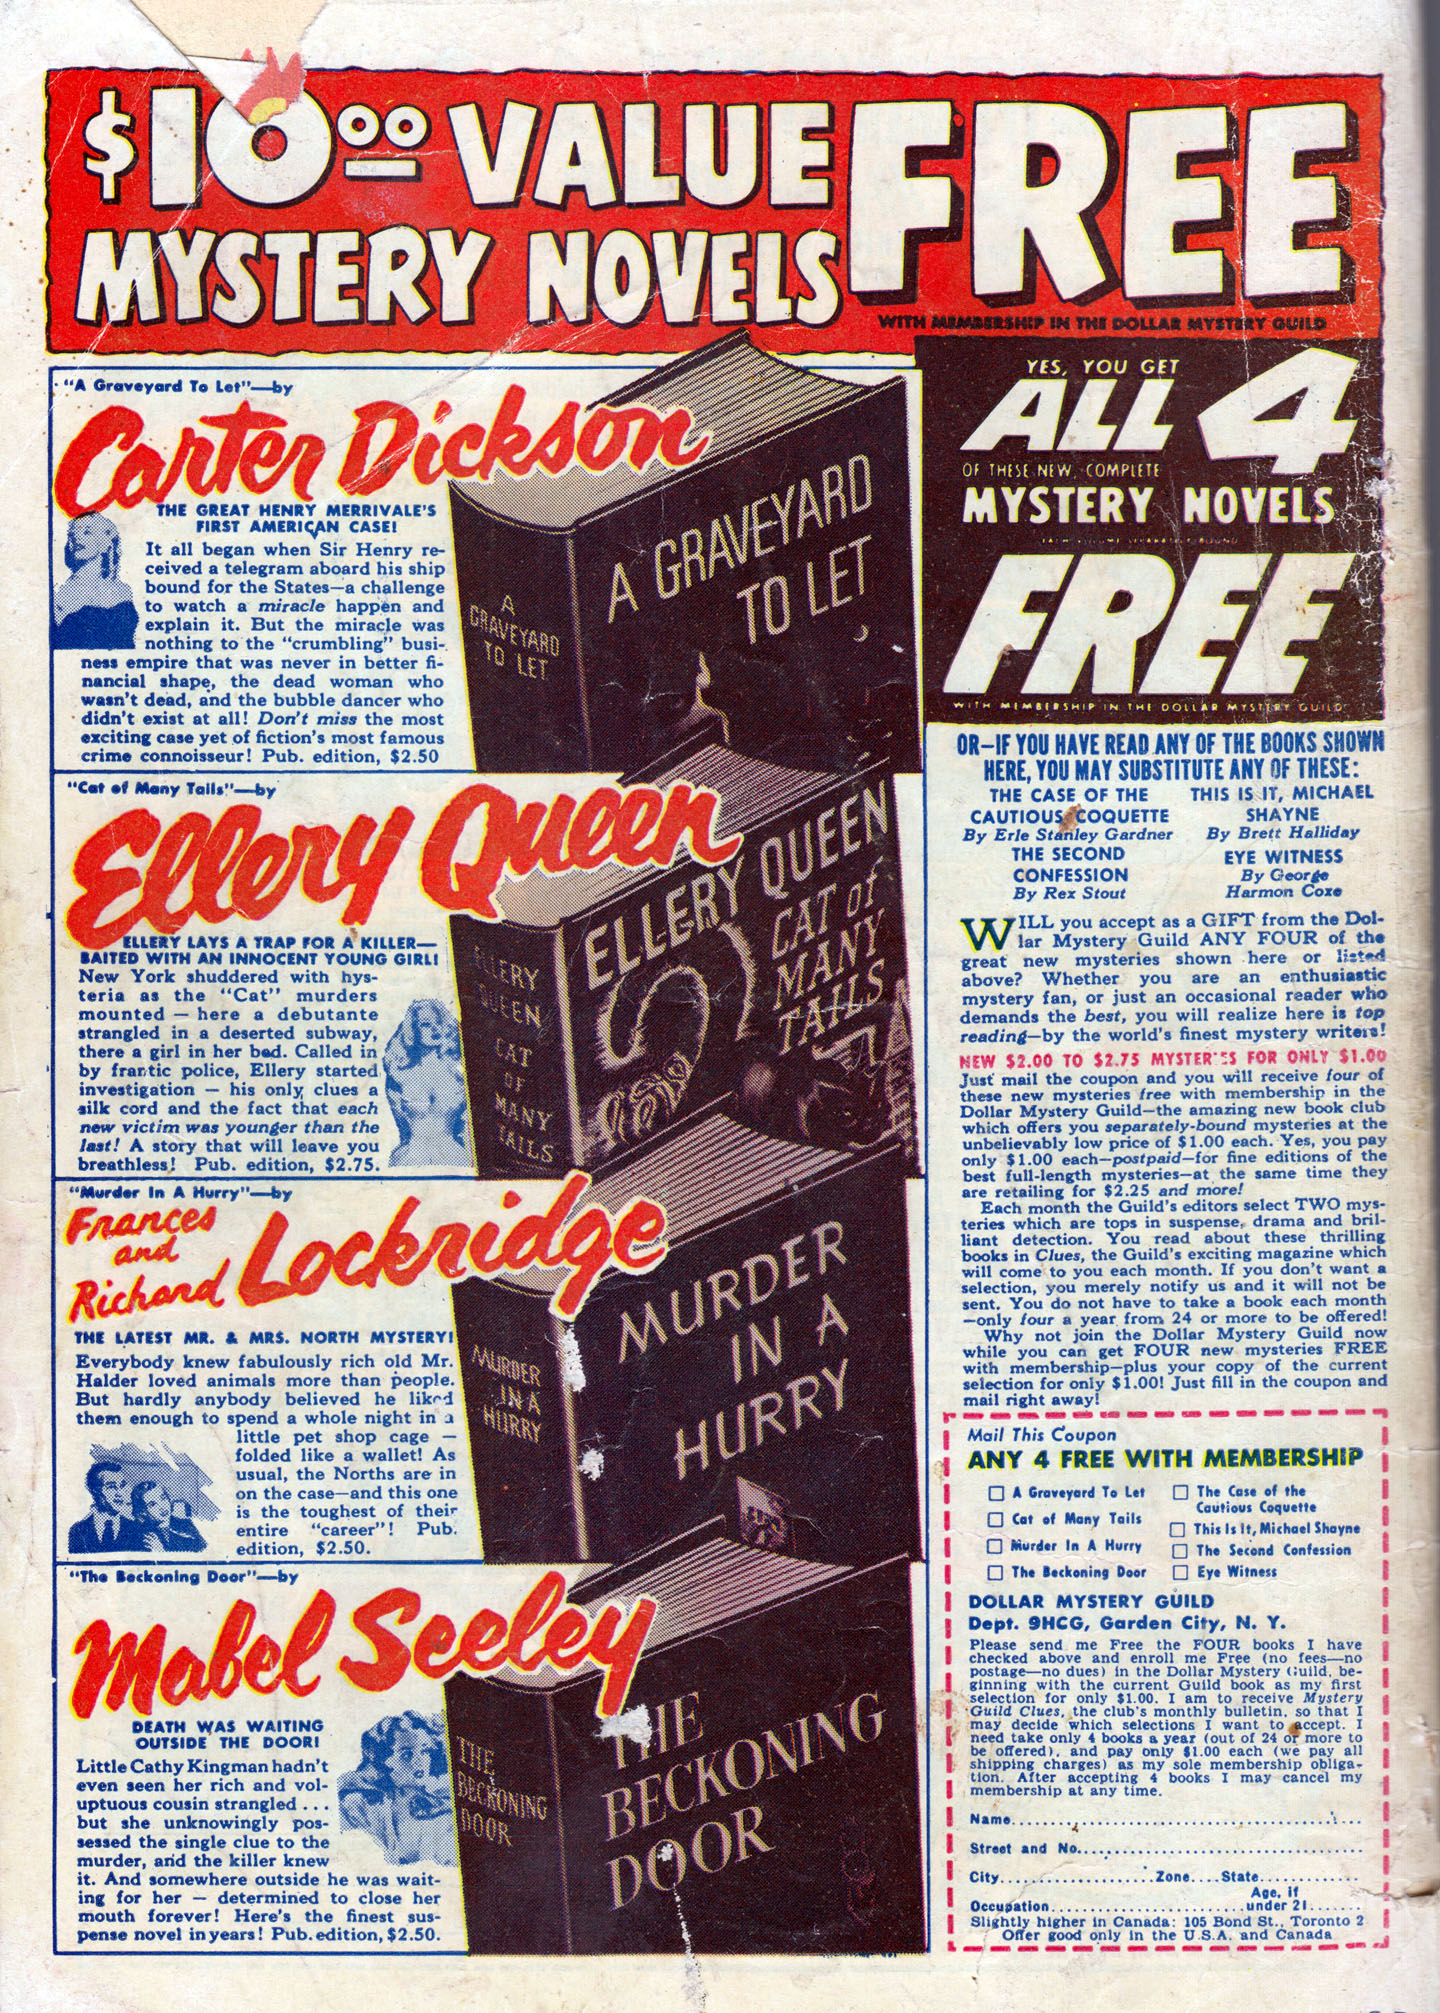 $10.00 VALUE
MYSTERY NOVELS
FREE
WITH MEMBERSHIP IN THE DOLLAR MYSTERY GUILD
"A Graveyard To Let"—by
Carter Dickson
THE GREAT HENRY MERRIVALE'S
FIRST AMERICAN CASE!
It all began when Sir Henry re-
ceived a telegram aboard his ship
bound for the States—a challenge
to watch a miracle happen and
explain it. But the miracle was
nothing to the "crumbling" busi-
ness empire that was never in better fi-
nancial shape, the dead woman who
wasn't dead, and the bubble dancer who
didn't exist at all! Don't miss the most
exciting case yet of fiction's most famous
crime connoisseur! Pub. edition, $2.50
A
GRAVEYARD
TO LET
A GRAVEYARD
TO LET
"Cat of Many Tails"—by
Ellery Queen
ELLERY LAYS A TRAP FOR A KILLER—
BAITED WITH AN INNOCENT YOUNG GIRL!
New York shuddered with hys-
teria as the "Cat" murders
mounted — here a debutante
strangled in a deserted subway,
there a girl in her bed. Called in
by frantic police, Ellery started
investigation — his only clues a
silk cord and the fact that each
new victim was younger than the
last! A story that will leave you
breathless! Pub. edition, $2.75.
ELLERY
QUEEN
CAT
OF
MANY
TAILS
ELLERY QUEEN
CAT OF
MANY
TAILS
"Murder In A Hurry"—by
Frances
and
Richard Lockridge
THE LATEST MR. & MRS. NORTH MYSTERY!
Everybody knew fabulously rich old Mr.
Halder loved animals more than people.
But hardly anybody believed he liked
them enough to spend a whole night in a
little pet shop cage —
folded like a wallet! As
usual, the Norths are in
on the case—and this one
is the toughest of their
entire "career"! Pub.
edition, $2.50.
MURDER
IN A
HURRY
MURDER
IN A
HURRY
"The Beckoning Door"—by
Mabel Seeley
DEATH WAS WAITING
OUTSIDE THE DOOR!
Little Cathy Kingman hadn't
even seen her rich and vol-
uptuous cousin strangled . . .
but she unknowingly pos-
sessed the single clue to the
murder, and the killer knew
it. And somewhere outside he was wait-
ing for her — determined to close her
mouth forever! Here's the finest sus-
pense novel in years! Pub. edition, $2.50.
THE
BECKONING
DOOR
THE
BECKONING
DOOR
YES, YOU GET
ALL 4
OF THESE NEW, COMPLETE
MYSTERY NOVELS
FREE
WITH MEMBERSHIP IN THE DOLLAR MYSTERY GUILD
OR—IF YOU HAVE READ ANY OF THE BOOKS SHOWN
HERE, YOU MAY SUBSTITUTE ANY OF THESE:
THE CASE OF THE
CAUTIOUS COQUETTE
By Erle Stanley Gardner
THE SECOND
CONFESSION
By Rex Stout
THIS IS IT, MICHAEL
SHAYNE
By Brett Halliday
EYE WITNESS
By George
Harmon Coxe
WILL you accept as a GIFT from the Dol-
lar Mystery Guild ANY FOUR of the
great new mysteries shown here or listed
above? Whether you are an enthusiastic
mystery fan, or just an occasional reader who
demands the best, you will realize here is top
reading—by the world's finest mystery writers!
NEW $2.00 TO $2.75 MYSTERIES FOR ONLY $1.00
Just mail the coupon and you will receive four of
these new mysteries free with membership in the
Dollar Mystery Guild—the amazing new book club
which offers you separately-bound mysteries at the
unbelievably low price of $1.00 each. Yes, you pay
only $1.00 each—postpaid—for fine editions of the
best full-length mysteries—at the same time they
are retailing for $2.25 and more!
Each month the Guild's editors select TWO mys-
teries which are tops in suspense, drama and bril-
liant detection. You read about these thrilling
books in Clues, the Guild's exciting magazine which
will come to you each month. If you don't want a
selection, you merely notify us and it will not be
sent. You do not have to take a book each month
—only four a year from 24 or more to be offered!
Why not join the Dollar Mystery Guild now
while you can get FOUR new mysteries FREE
with membership—plus your copy of the current
selection for only $1.00! Just fill in the coupon and
mail right away!
Mail This Coupon
ANY 4 FREE WITH MEMBERSHIP
☐ A Graveyard To Let
☐ Cat of Many Tails
☐ Murder In A Hurry
☐ The Beckoning Door
☐ The Case of the
Cautious Coquette
☐ This Is It, Michael Shayne
☐ The Second Confession
☐ Eye Witness
DOLLAR MYSTERY GUILD
Dept. 9HCG, Garden City, N. Y.
Please send me Free the FOUR books I have
checked above and enroll me Free (no fees—no
postage—no dues) in the Dollar Mystery Guild, be-
ginning with the current Guild book as my first
selection for only $1.00. I am to receive Mystery
Guild Clues, the club's monthly bulletin, so that I
may decide which selections I want to accept. I
need take only 4 books a year (out of 24 or more to
be offered), and pay only $1.00 each (we pay all
shipping charges) as my sole membership obliga-
tion. After accepting 4 books I may cancel my
membership at any time.
Name
Street and No.
City Zone State
Occupation Age, if under 21
Slightly higher in Canada: 105 Bond St., Toronto 2
Offer good only in the U.S.A. and Canada